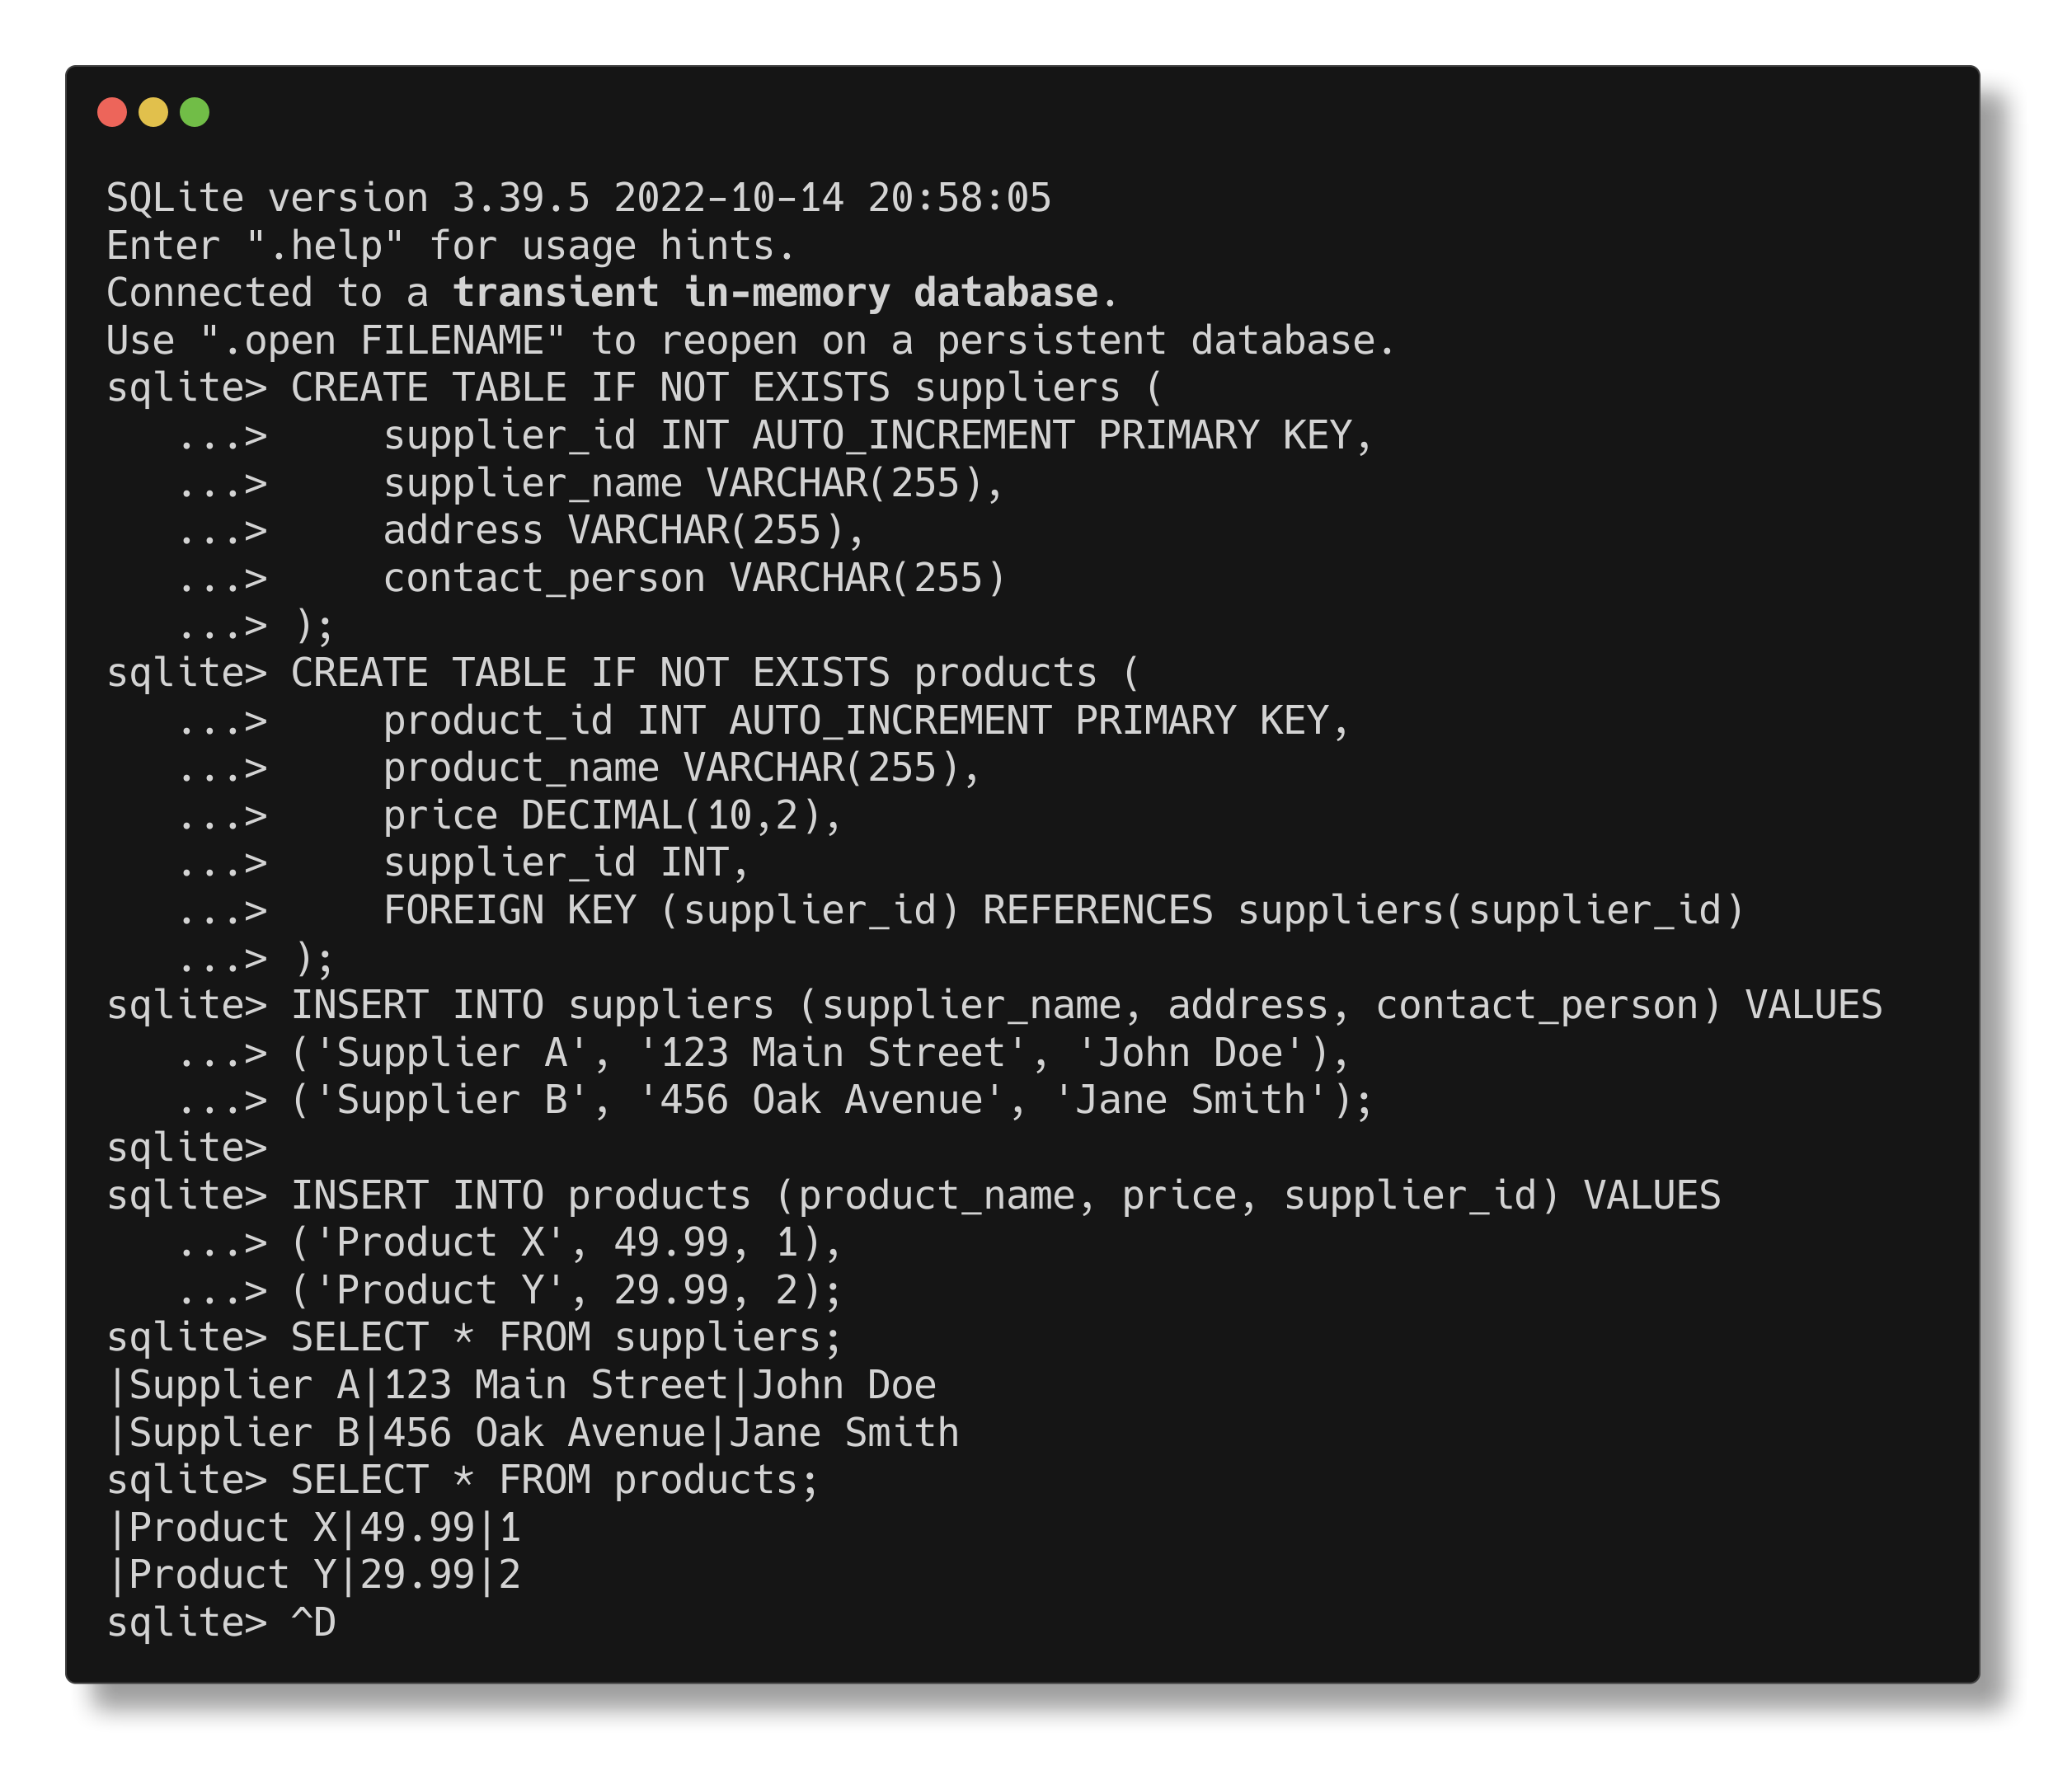 SQLite version 3.39.5 2022-10-14 20:58:05
Enter ".help" for usage hints.
Connected to a transient in-memory database.
Use ".open FILENAME" to reopen on a persistent database.
sqlite> CREATE TABLE IF NOT EXISTS suppliers (
   ...>     supplier_id INT AUTO_INCREMENT PRIMARY KEY,
   ...>     supplier_name VARCHAR(255),
   ...>     address VARCHAR(255),
   ...>     contact_person VARCHAR(255)
   ...> );
sqlite> CREATE TABLE IF NOT EXISTS products (
   ...>     product_id INT AUTO_INCREMENT PRIMARY KEY,
   ...>     product_name VARCHAR(255),
   ...>     price DECIMAL(10,2),
   ...>     supplier_id INT,
   ...>     FOREIGN KEY (supplier_id) REFERENCES suppliers(supplier_id)
   ...> );
sqlite> INSERT INTO suppliers (supplier_name, address, contact_person) VALUES
   ...> ('Supplier A', '123 Main Street', 'John Doe'),
   ...> ('Supplier B', '456 Oak Avenue', 'Jane Smith');
sqlite>
sqlite> INSERT INTO products (product_name, price, supplier_id) VALUES
   ...> ('Product X', 49.99, 1),
   ...> ('Product Y', 29.99, 2);
sqlite> SELECT * FROM suppliers;
|Supplier A|123 Main Street|John Doe
|Supplier B|456 Oak Avenue|Jane Smith
sqlite> SELECT * FROM products;
|Product X|49.99|1
|Product Y|29.99|2
sqlite> ^D